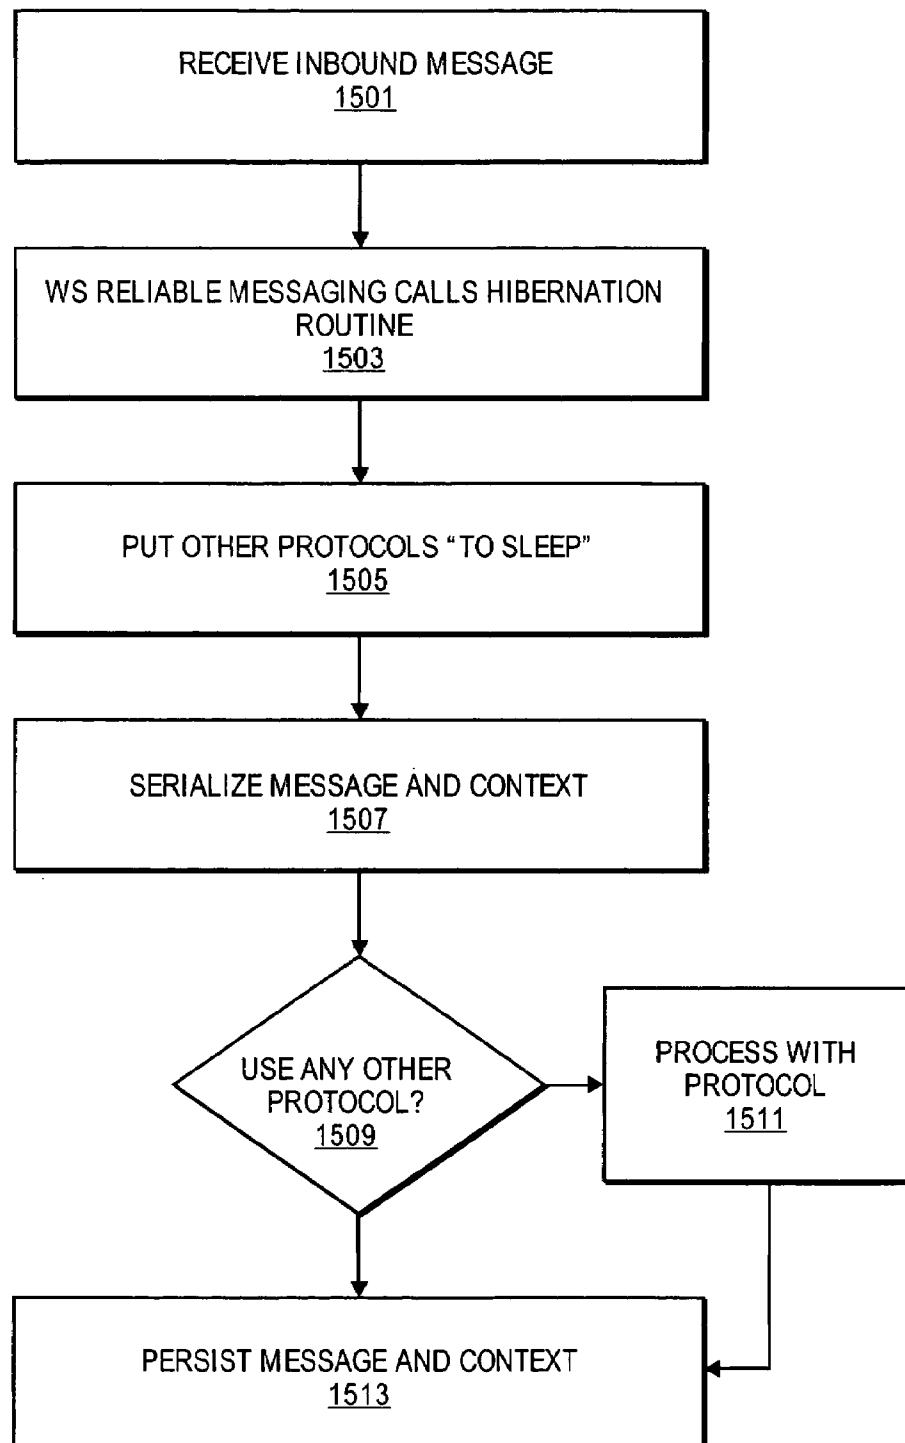 RECEIVE INBOUND MESSAGE
1501
WS RELIABLE MESSAGING CALLS HIBERNATION
ROUTINE
1503
PUT OTHER PROTOCOLS “TO SLEEP”
1505
SERIALIZE MESSAGE AND CONTEXT
1507
USE ANY OTHER
PROTOCOL?
1509
PROCESS WITH
PROTOCOL
1511
PERSIST MESSAGE AND CONTEXT
1513